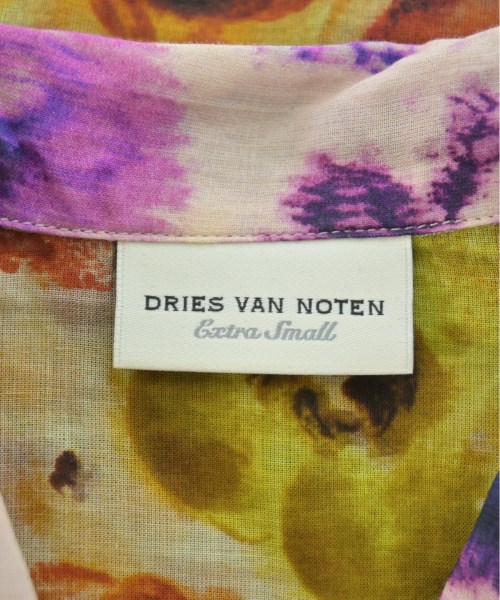 DRIES VAN NOTEN
Extra Small